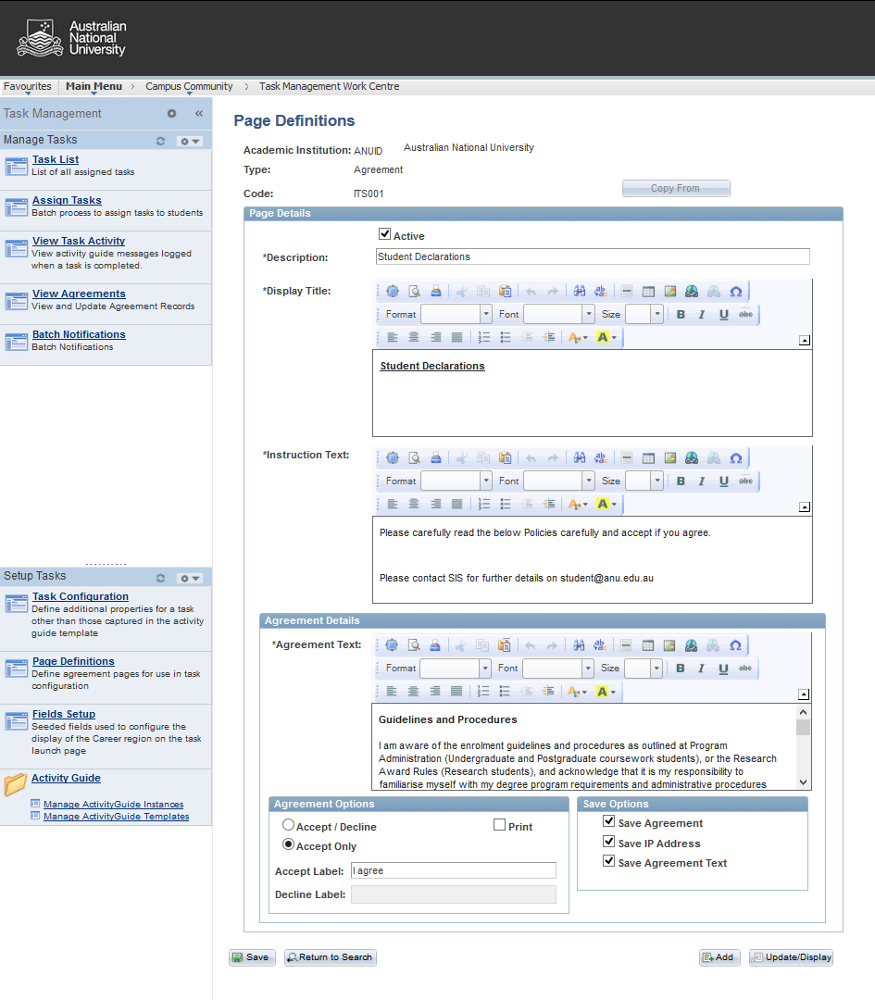 Australian
National
University
Favourites Main Menu > Campus Community > Task Management Work Centre
Task Management «
Manage Tasks
Task List
List of all assigned tasks
Assign Tasks
Batch process to assign tasks to students
View Task Activity
View activity guide messages logged
when a task is completed.
View Agreements
View and Update Agreement Records
Batch Notifications
Batch Notifications
Setup Tasks
Task Configuration
Define additional properties for a task
other than those captured in the activity
guide template
Page Definitions
Define agreement pages for use in task
configuration
Fields Setup
Seeded fields used to configure the
display of the Career region on the task
launch page
Activity Guide
Manage ActivityGuide Instances
Manage ActivityGuide Templates
Page Definitions
Academic Institution: ANUID Australian National University
Type: Agreement
Code: ITS001
Copy From
Page Details
Active
*Description: Student Declarations
*Display Title:
Format Font Size B I U abc
A A
Student Declarations
*Instruction Text:
Format Font Size B I U abc
A A
Please carefully read the below Policies carefully and accept if you agree.
Please contact SIS for further details on student@anu.edu.au
Agreement Details
*Agreement Text:
Format Font Size B I U abc
A A
Guidelines and Procedures
I am aware of the enrolment guidelines and procedures as outlined at Program
Administration (Undergraduate and Postgraduate coursework students), or the Research
Award Rules (Research students), and acknowledge that it is my responsibility to
familiarise myself with my degree program requirements and administrative procedures
Agreement Options
Accept / Decline Print
Accept Only
Accept Label: I agree
Decline Label:
Save Options
Save Agreement
Save IP Address
Save Agreement Text
Save Return to Search Add Update/Display